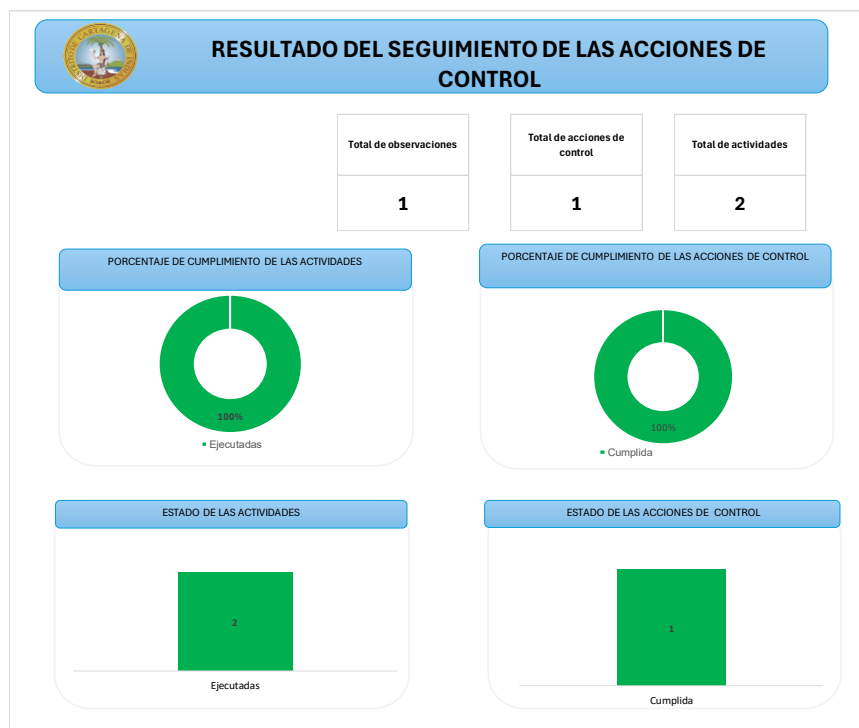 RESULTADO DEL SEGUIMIENTO DE LAS ACCIONES DE
CONTROL
Total de observaciones
1
Total de acciones de
control
1
Total de actividades
2
PORCENTAJE DE CUMPLIMIENTO DE LAS ACTIVIDADES
100%
Ejecutadas
PORCENTAJE DE CUMPLIMIENTO DE LAS ACCIONES DE CONTROL
100%
Cumplida
ESTADO DE LAS ACTIVIDADES
2
Ejecutadas
ESTADO DE LAS ACCIONES DE CONTROL
1
Cumplida